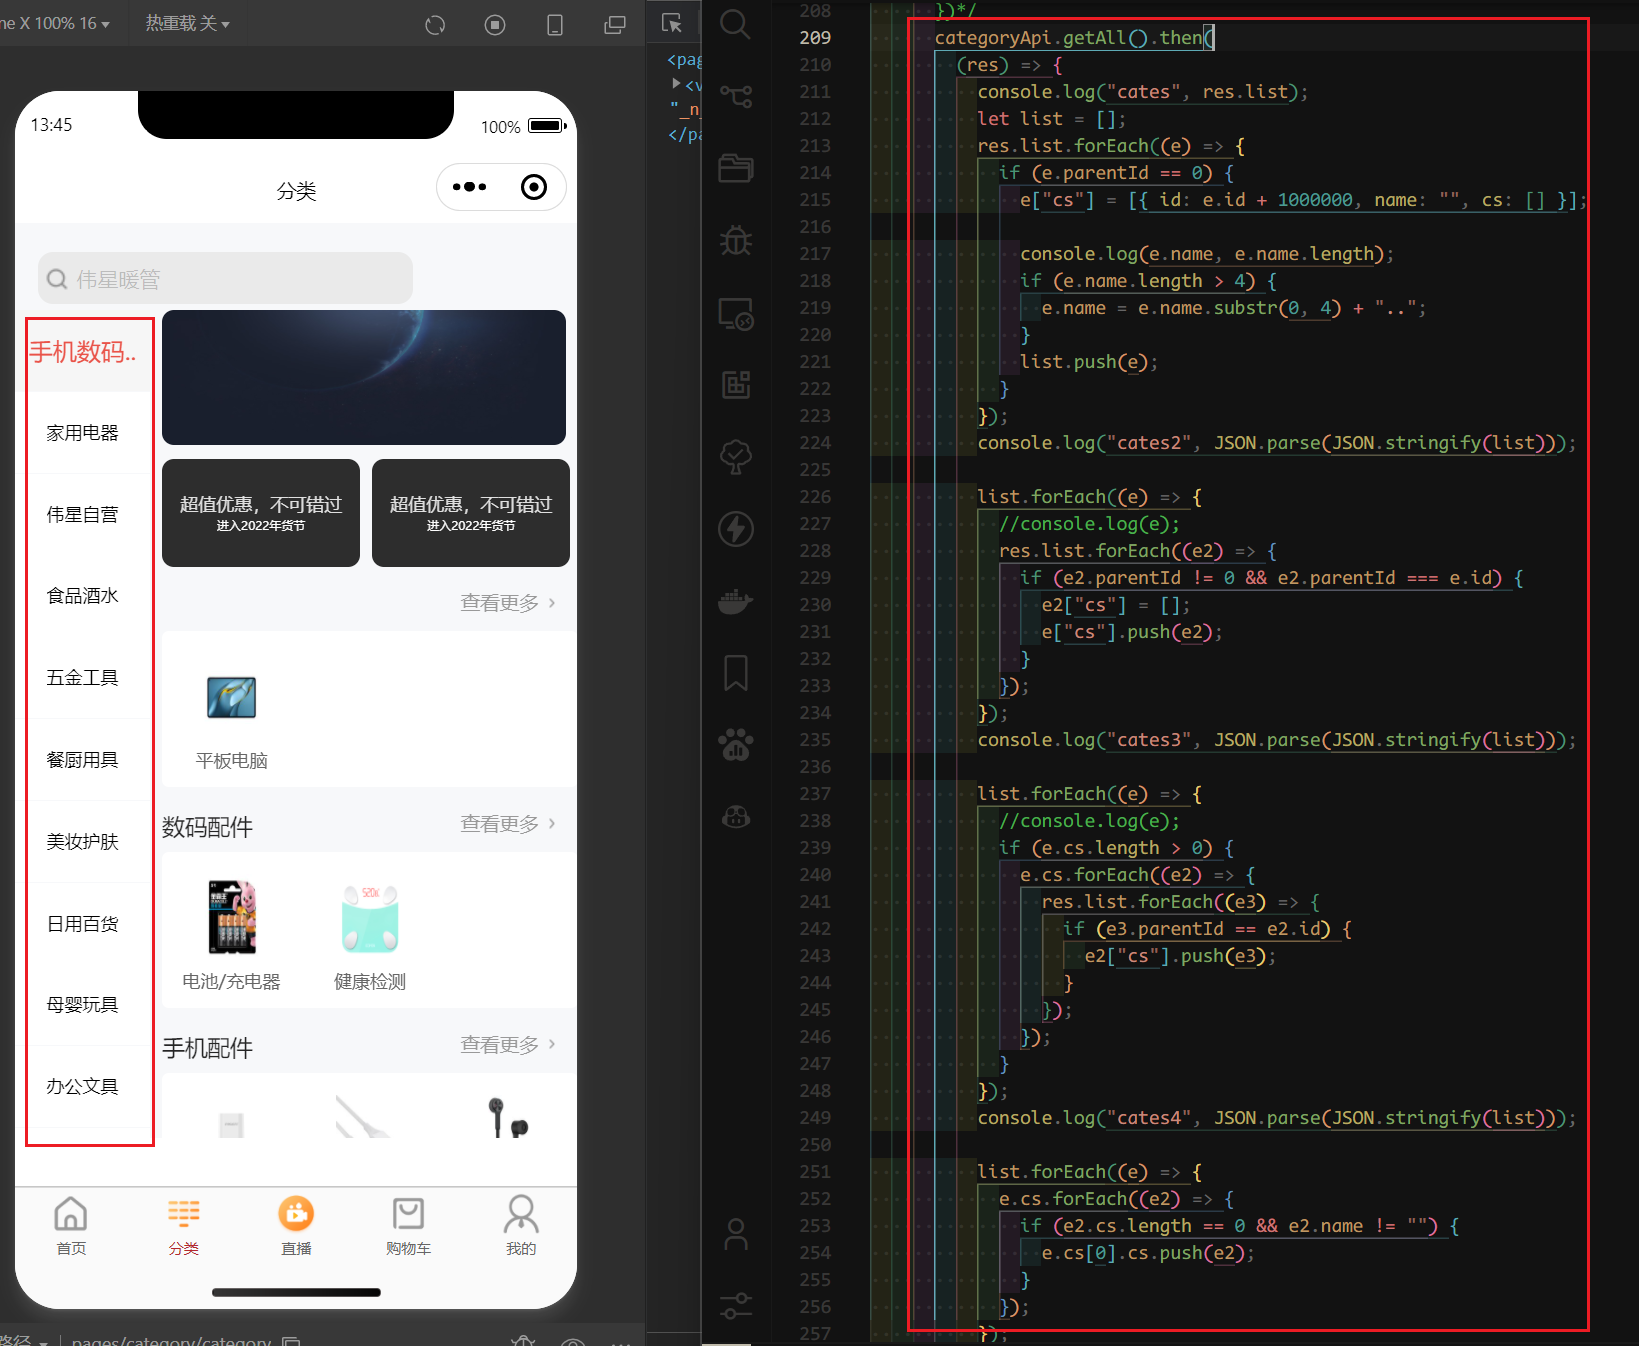 ne X 100% 16
热重载 关
13:45
100%
分类
伟星暖管
手机数码..
家用电器
伟星自营
食品酒水
五金工具
餐厨用具
美妆护肤
日用百货
母婴玩具
办公文具
超值优惠，不可错过
进入2022年货节
超值优惠，不可错过
进入2022年货节
查看更多
平板电脑
数码配件
查看更多
电池/充电器
健康检测
手机配件
查看更多
首页
分类
直播
购物车
我的
路径
pages/category/category
<pag
<v
"_n
</pa
208 })*/
209 categoryApi.getAll().then(
210 (res) => {
211 console.log("cates", res.list);
212 let list = [];
213 res.list.forEach((e) => {
214 if (e.parentId == 0) {
215 e["cs"] = [{ id: e.id + 1000000, name: "", cs: [] }];
216
217 console.log(e.name, e.name.length);
218 if (e.name.length > 4) {
219 e.name = e.name.substr(0, 4) + "..";
220 }
221 list.push(e);
222 }
223 });
224 console.log("cates2", JSON.parse(JSON.stringify(list)));
225
226 list.forEach((e) => {
227 //console.log(e);
228 res.list.forEach((e2) => {
229 if (e2.parentId != 0 && e2.parentId === e.id) {
230 e2["cs"] = [];
231 e["cs"].push(e2);
232 }
233 });
234 });
235 console.log("cates3", JSON.parse(JSON.stringify(list)));
236
237 list.forEach((e) => {
238 //console.log(e);
239 if (e.cs.length > 0) {
240 e.cs.forEach((e2) => {
241 res.list.forEach((e3) => {
242 if (e3.parentId == e2.id) {
243 e2["cs"].push(e3);
244 }
245 });
246 });
247 }
248 });
249 console.log("cates4", JSON.parse(JSON.stringify(list)));
250
251 list.forEach((e) => {
252 e.cs.forEach((e2) => {
253 if (e2.cs.length == 0 && e2.name != "") {
254 e.cs[0].cs.push(e2);
255 }
256 });
257 });